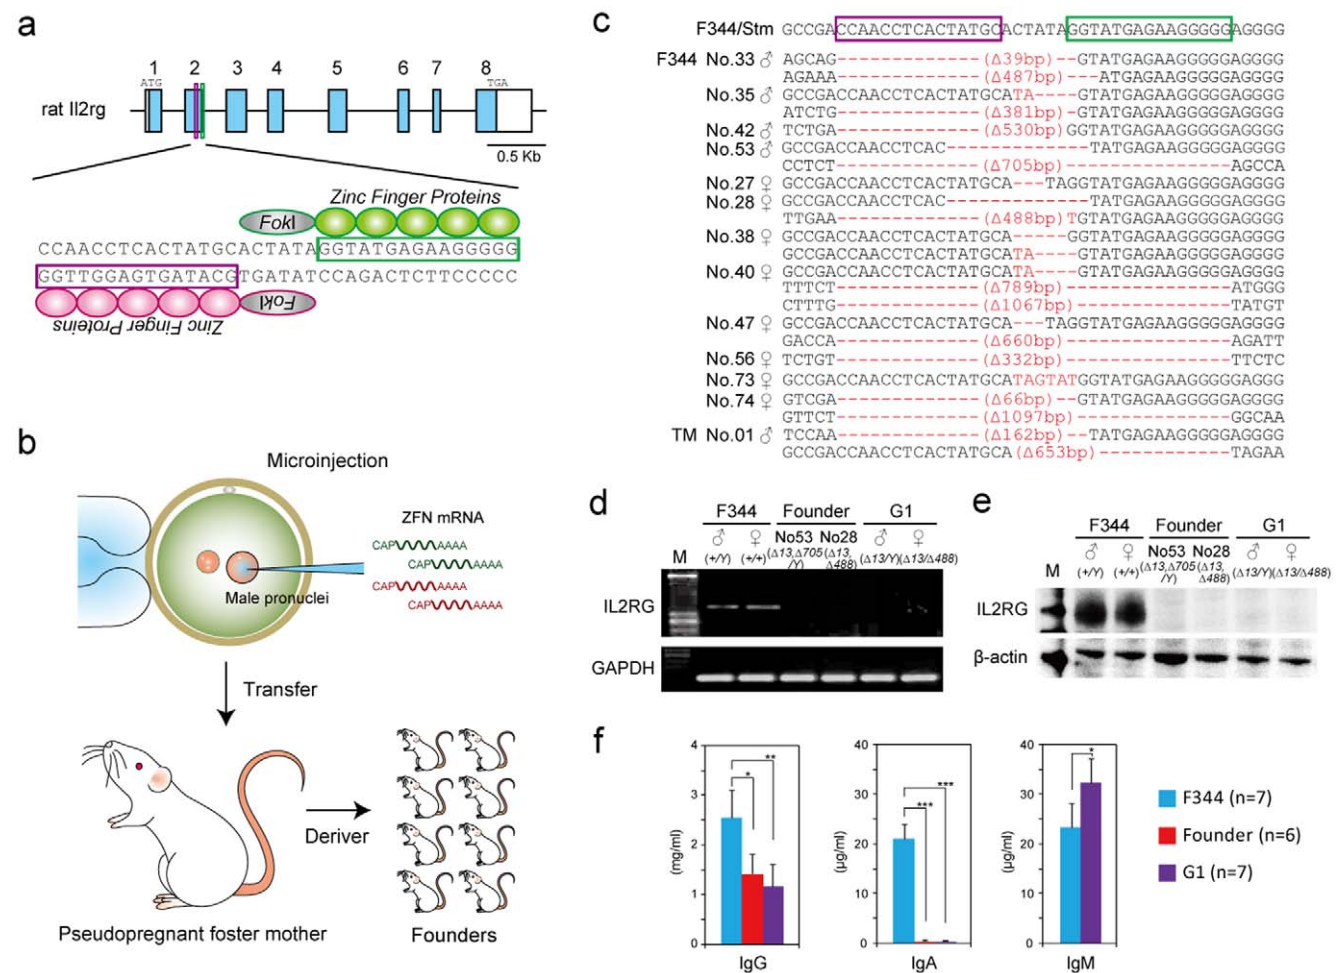 a
1 2 3 4 5 6 7 8
ATG TGA
rat Il2rg
0.5 Kb
Zinc Finger Proteins
FokI
CCAACCTCACTATGCACTATAGGTATGAGAAGGGGG
GGTTGGAGTGATACGTGATATCCAGACTCTTCCCCC
FokI
Zinc Finger Proteins
b
Microinjection
ZFN mRNA
CAP AAAA
CAP AAAA
CAP AAAA
CAP AAAA
Male pronuclei
Transfer
Deriver
Pseudopregnant foster mother
Founders
c
F344/Stm GCCGACCAACCTCACTATGCACTATAGGTATGAGAAGGGGGAGGGG
F344 No.33 ♂ AGCAG------------(Δ39bp)---GTATGAGAAGGGGGAGGGG
AGAAA------------(Δ487bp)---ATGAGAAGGGGGAGGGG
No.35 ♂ GCCGACCAACCTCACTATGCATA----GTATGAGAAGGGGGAGGGG
ATCTG------------(Δ381bp)--GTATGAGAAGGGGGAGGGG
No.42 ♂ TCTGA------------(Δ530bp)GGTATGAGAAGGGGGAGGGG
No.53 ♂ GCCGACCAACCTCAC-------------TATGAGAAGGGGGAGGGG
CCTCT------------(Δ705bp)---------------AGCCA
No.27 ♀ GCCGACCAACCTCACTATGCA---TAGGTATGAGAAGGGGGAGGGG
No.28 ♀ GCCGACCAACCTCAC-------------TATGAGAAGGGGGAGGGG
TTGAA------------(Δ488bp)TGTATGAGAAGGGGGAGGGG
No.38 ♀ GCCGACCAACCTCACTATGCA-----GGTATGAGAAGGGGGAGGGG
GCCGACCAACCTCACTATGCATA----GTATGAGAAGGGGGAGGGG
No.40 ♀ GCCGACCAACCTCACTATGCATA----GTATGAGAAGGGGGAGGGG
TTTCT------------(Δ789bp)---------------ATGGG
CTTTG------------(Δ1067bp)---------------TATGT
No.47 ♀ GCCGACCAACCTCACTATGCA---TAGGTATGAGAAGGGGGAGGGG
GACCA------------(Δ660bp)---------------AGATT
No.56 ♀ TCTGT------------(Δ332bp)---------------TTCTC
No.73 ♀ GCCGACCAACCTCACTATGCATAGTATGGTATGAGAAGGGGGAGGG
No.74 ♀ GTCGA------------(Δ66bp)---GTATGAGAAGGGGGAGGGG
GTTCT------------(Δ1097bp)---------------GGCAA
TM No.01 ♂ TCCAA------------(Δ162bp)--TATGAGAAGGGGGAGGGG
GCCGACCAACCTCACTATGCA(Δ653bp)------------TAGAA
d
F344 Founder G1
♂ ♀ No53 No28 ♂ ♀
M (+/Y) (+/+) (Δ13,Δ705/Y) (Δ13,Δ488) (Δ13/Y) (Δ13/Δ488)
IL2RG
GAPDH
e
F344 Founder G1
♂ ♀ No53 No28 ♂ ♀
M (+/Y) (+/+) (Δ13,Δ705/Y) (Δ13,Δ488) (Δ13/Y) (Δ13/Δ488)
IL2RG
β-actin
f
(mg/ml)
4
3
2
1
0
* **
IgG
(μg/ml)
40
30
20
10
0
*** ***
IgA
(μg/ml)
40
30
20
10
0
*
IgM
F344 (n=7)
Founder (n=6)
G1 (n=7)